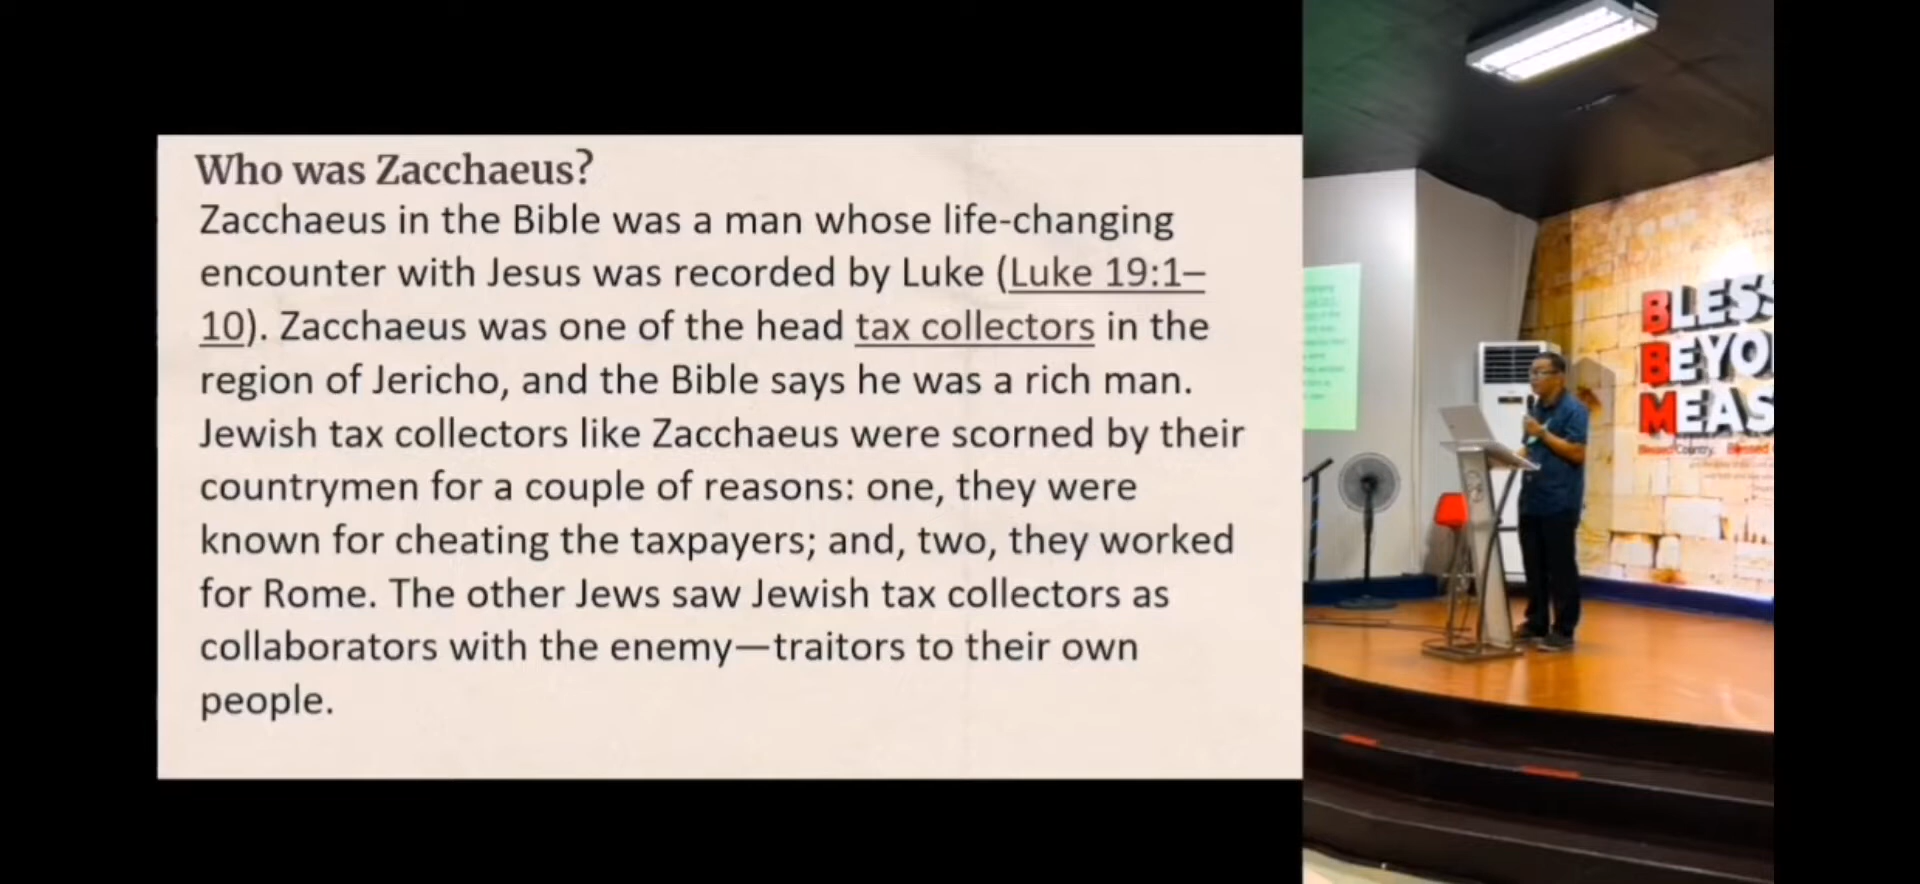 Who was Zacchaeus?
Zacchaeus in the Bible was a man whose life-changing
encounter with Jesus was recorded by Luke (Luke 19:1–
10). Zacchaeus was one of the head tax collectors in the
region of Jericho, and the Bible says he was a rich man.
Jewish tax collectors like Zacchaeus were scorned by their
countrymen for a couple of reasons: one, they were
known for cheating the taxpayers; and, two, they worked
for Rome. The other Jews saw Jewish tax collectors as
collaborators with the enemy—traitors to their own
people.
BLESS
BEYO
MEAS
Blessed Country. Blessed